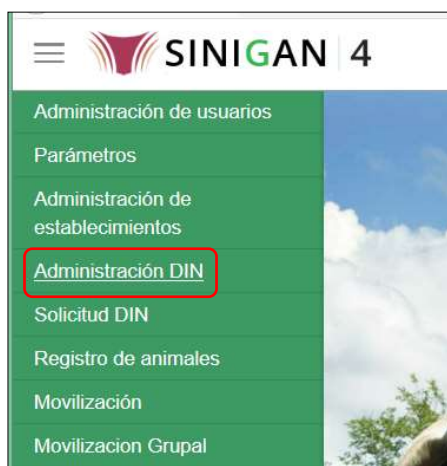 SINIGAN | 4
Administración de usuarios
Parámetros
Administración de
establecimientos
Administración DIN
Solicitud DIN
Registro de animales
Movilización
Movilizacion Grupal